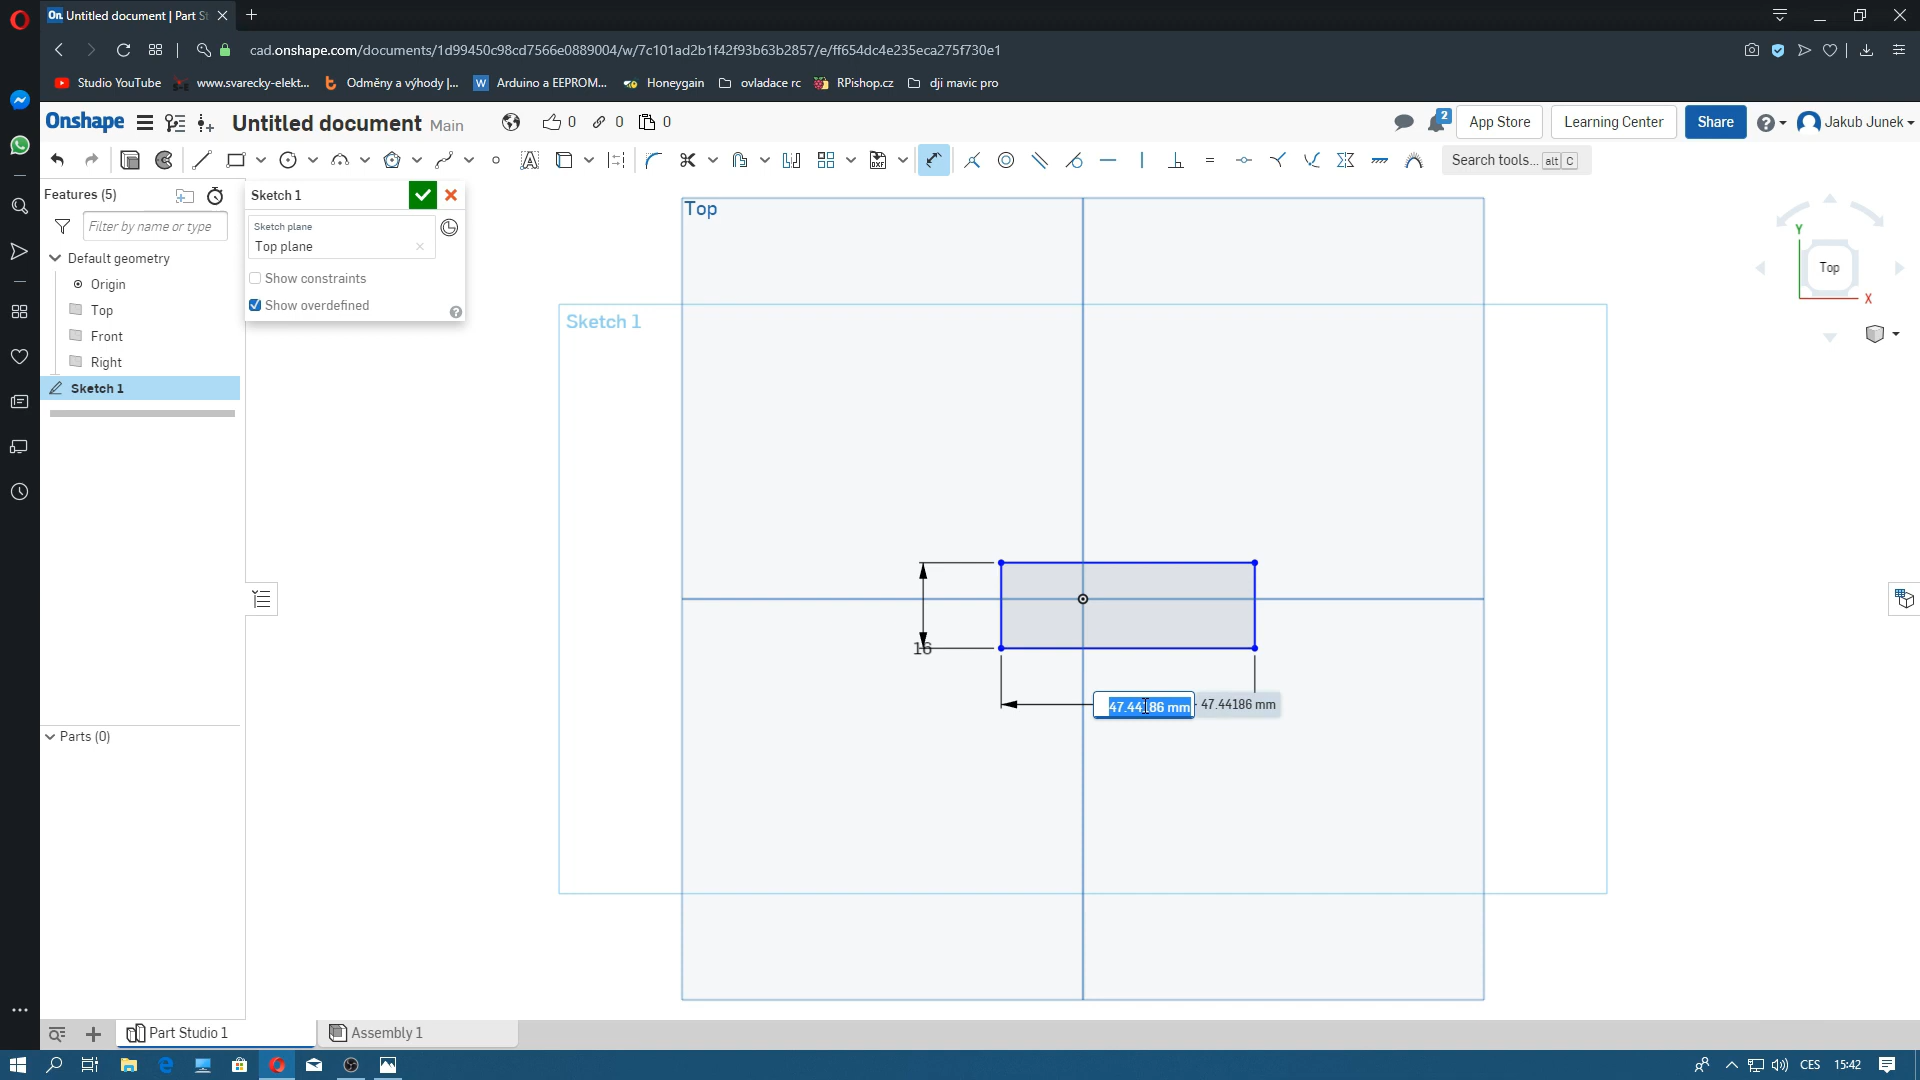 Untitled document | Part S
cad.onshape.com/documents/1d99450c98cd7566e0889004/w/7c101ad2b1f42f93b63b2857/e/ff654dc4e235eca275f730e1
Studio YouTube
www.svarecky-elekt...
Odměny a výhody |...
W Arduino a EEPROM...
Honeygain
ovladace rc
RPishop.cz
dji mavic pro
Onshape
Untitled document Main
0
0
0
2
App Store
Learning Center
Share
Jakub Junek
Search tools... alt C
Features (5)
Filter by name or type
Default geometry
Origin
Top
Front
Right
Sketch 1
Parts (0)
Sketch 1
Sketch plane
Top plane
Show constraints
Show overdefined
Top
Sketch 1
16
47.44186 mm
47.44186 mm
Y
Top
X
Part Studio 1
Assembly 1
CES
15:42